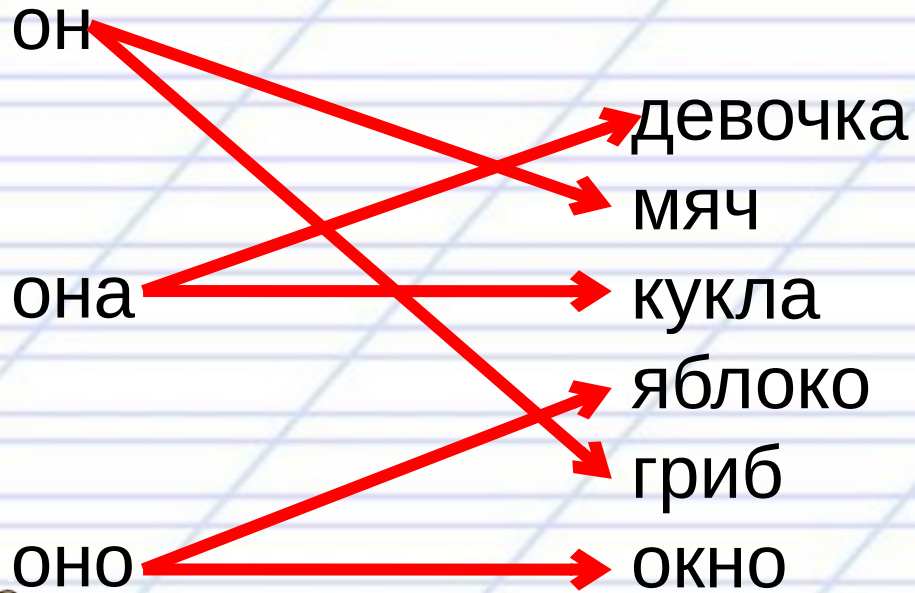 он
девочка
мяч
она
кукла
яблоко
гриб
оно
окно